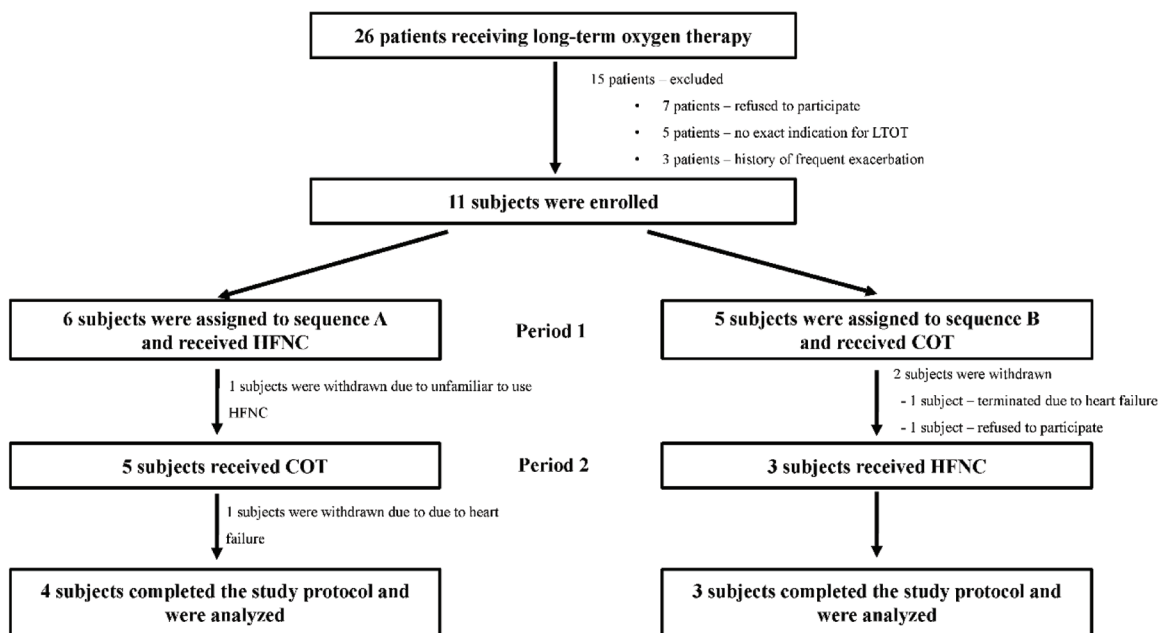 26 patients receiving long-term oxygen therapy
15 patients – excluded
• 7 patients – refused to participate
• 5 patients – no exact indication for LTOT
• 3 patients – history of frequent exacerbation
11 subjects were enrolled
6 subjects were assigned to sequence A
and received HFNC
Period 1
5 subjects were assigned to sequence B
and received COT
1 subjects were withdrawn due to unfamiliar to use
HFNC
2 subjects were withdrawn
- 1 subject – terminated due to heart failure
- 1 subject – refused to participate
5 subjects received COT
Period 2
3 subjects received HFNC
1 subjects were withdrawn due to due to heart
failure
4 subjects completed the study protocol and
were analyzed
3 subjects completed the study protocol and
were analyzed